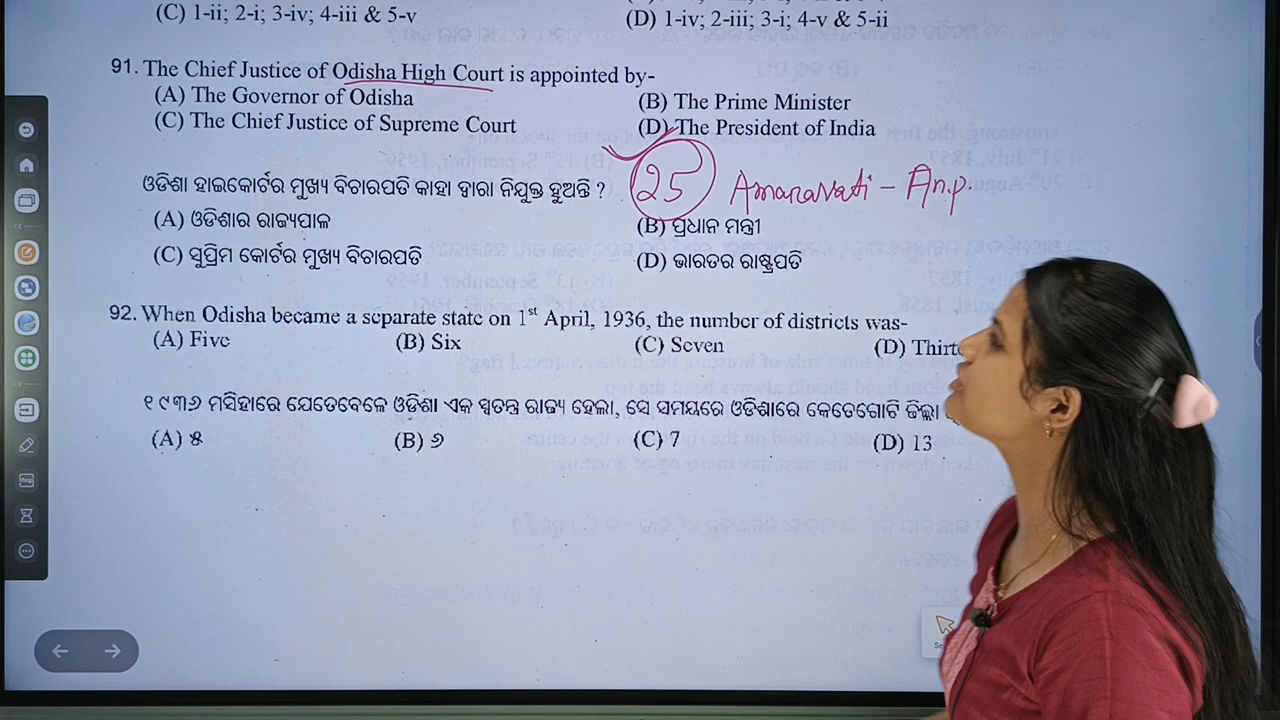 (C) 1-ii; 2-i; 3-iv; 4-iii & 5-v
(D) 1-iv; 2-iii; 3-i; 4-v & 5-ii
91. The Chief Justice of Odisha High Court is appointed by-
(A) The Governor of Odisha
(B) The Prime Minister
(C) The Chief Justice of Supreme Court
(D) The President of India
25 Amaravati - An.p.
ଓଡିଶା ହାଇକୋର୍ଟର ମୁଖ୍ୟ ବିଚାରପତି କାହା ଦ୍ଵାରା ନିଯୁକ୍ତ ହୁଅନ୍ତି ?
(A) ଓଡିଶାର ରାଜ୍ୟପାଳ
(B) ପ୍ରଧାନ ମନ୍ତ୍ରୀ
(C) ସୁପ୍ରିମ କୋର୍ଟର ମୁଖ୍ୟ ବିଚାରପତି
(D) ଭାରତର ରାଷ୍ଟ୍ରପତି
92. When Odisha became a separate state on 1st April, 1936, the number of districts was-
(A) Five
(B) Six
(C) Seven
(D)
୧୯୩୬ ମସିହାରେ ଯେତେବେଳେ ଓଡ଼ିଶା ଏକ ସ୍ଵତନ୍ତ୍ର ରାଜ୍ୟ ହେଲା, ସେ ସମୟରେ ଓଡିଶାରେ କେତେଗୋଟି ଜିଲ୍ଲା
(A) ୫
(B) ୬
(C) 7
(D) 13